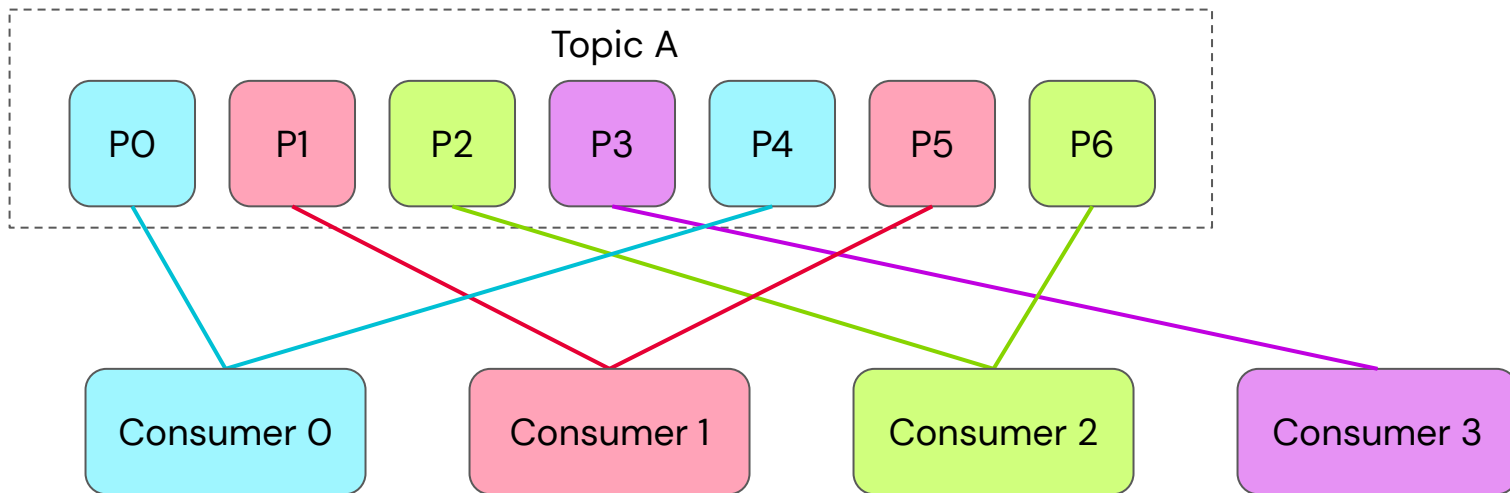 Topic A
P0
P1
P2
P3
P4
P5
P6
Consumer 0
Consumer 1
Consumer 2
Consumer 3